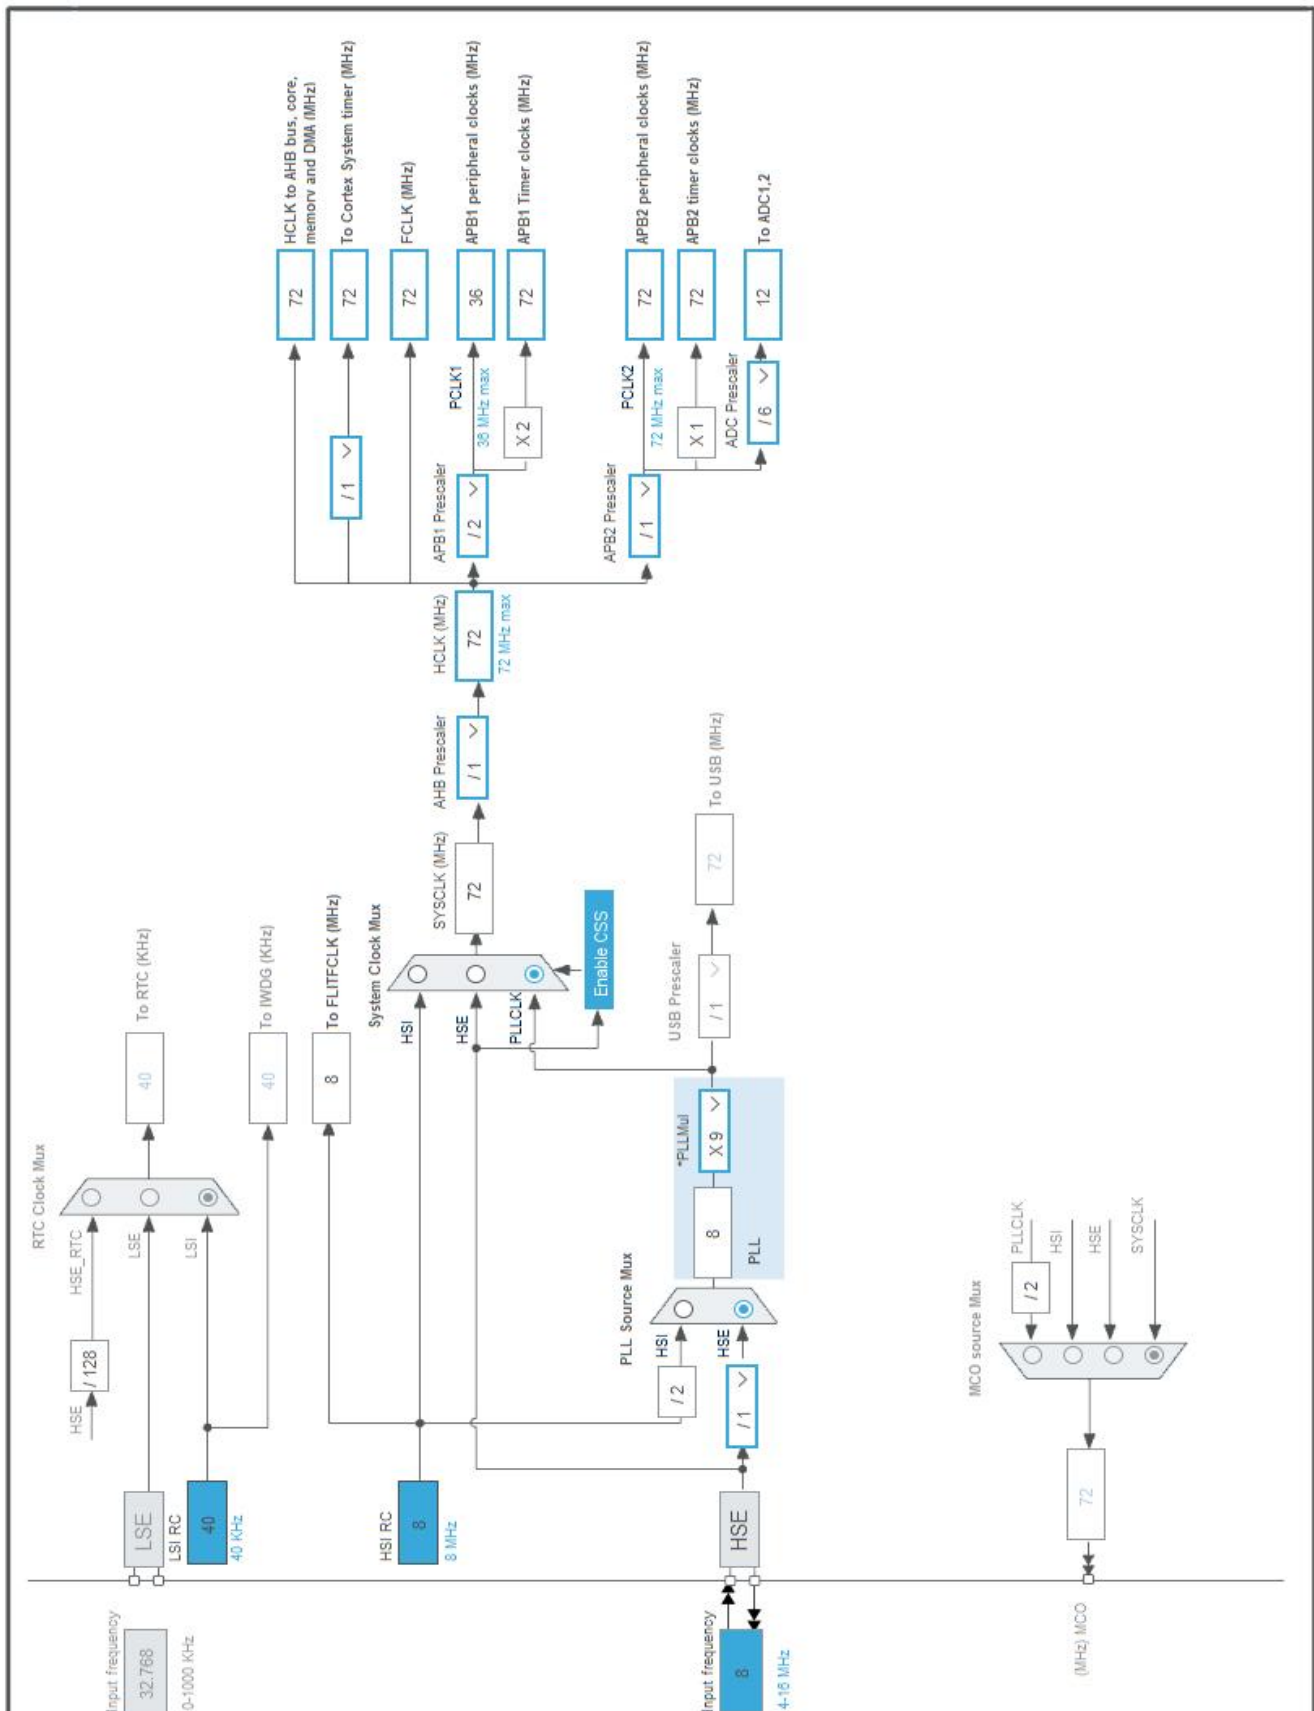 Input frequency
32.768
0-1000 KHz
LSE
LSI RC
40
40 KHz
HSE
/ 128
HSE_RTC
LSE
LSI
RTC Clock Mux
40
To RTC (KHz)
40
To IWDG (KHz)
8
To FLITFCLK (MHz)
HSI RC
8
8 MHz
Input frequency
8
4-16 MHz
HSE
/ 2
/ 1
HSI
HSE
PLL Source Mux
8
PLL
*PLLMul
X 9
USB Prescaler
/ 1
72
To USB (MHz)
System Clock Mux
HSI
HSE
PLLCLK
Enable CSS
SYSCLK (MHz)
72
AHB Prescaler
/ 1
HCLK (MHz)
72
72 MHz max
72
HCLK to AHB bus, core,
memory and DMA (MHz)
/ 1
72
To Cortex System timer (MHz)
72
FCLK (MHz)
APB1 Prescaler
/ 2
PCLK1
36 MHz max
36
APB1 peripheral clocks (MHz)
X 2
72
APB1 Timer clocks (MHz)
APB2 Prescaler
/ 1
PCLK2
72 MHz max
72
APB2 peripheral clocks (MHz)
X 1
72
APB2 timer clocks (MHz)
ADC Prescaler
/ 6
12
To ADC1,2
(MHz) MCO
72
MCO source Mux
/ 2
PLLCLK
HSI
HSE
SYSCLK